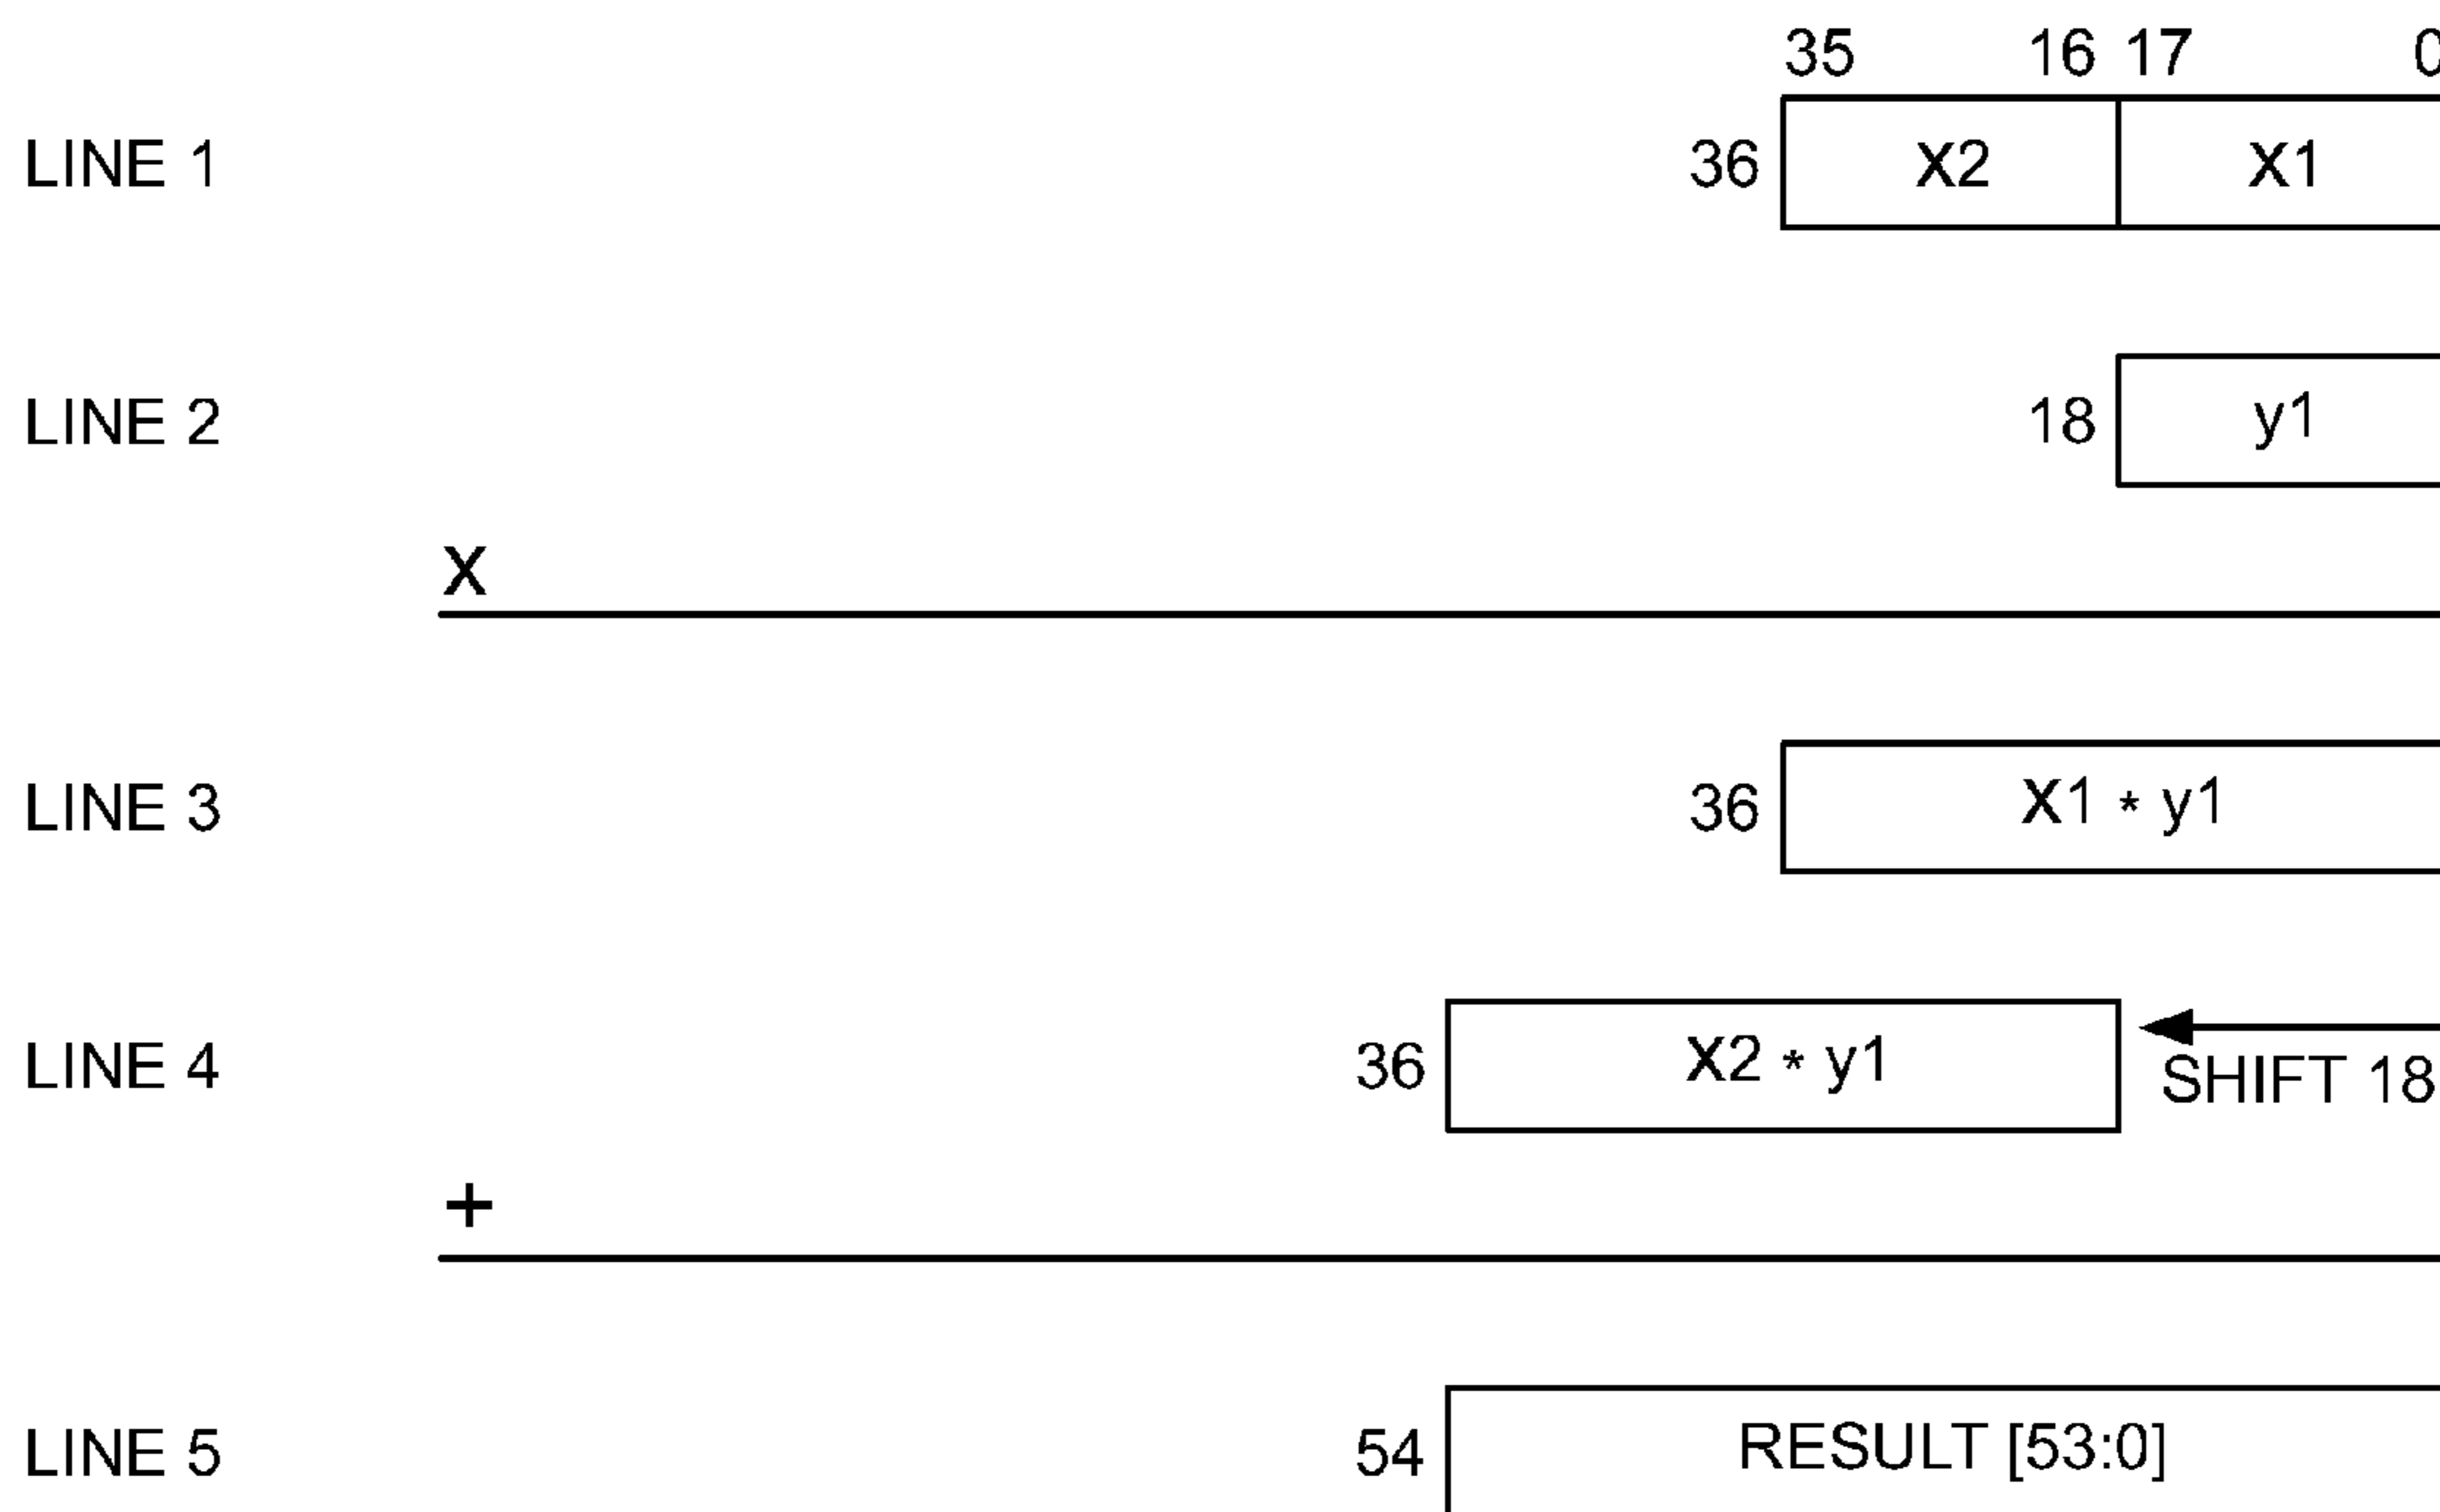 35 16 17 0
LINE 1 36 X2 X1
LINE 2 18 y1
X
LINE 3 36 X1 * y1
LINE 4 36 X2 * y1
SHIFT 18
+
LINE 5 54 RESULT [53:0]